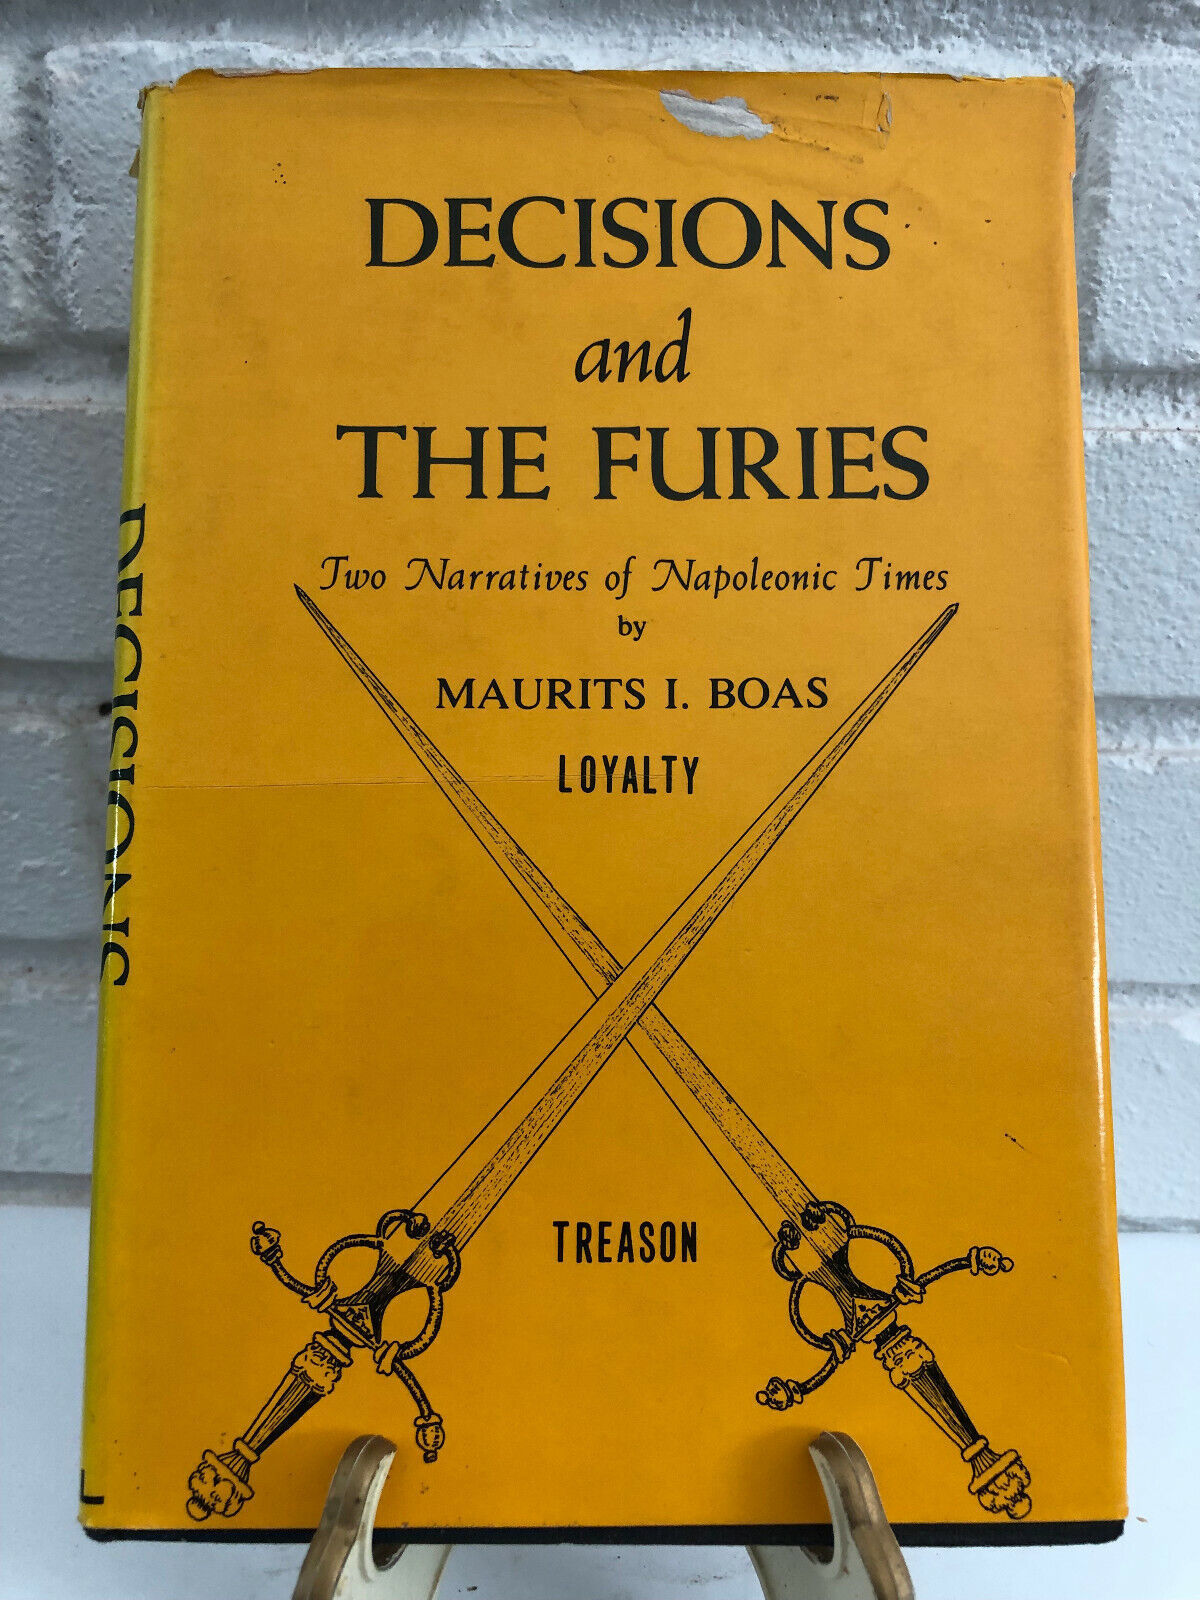 DECISIONS
and
THE FURIES
Two Narratives of Napoleonic Times
by
MAURITS I. BOAS
LOYALTY
TREASON
DECISIONS